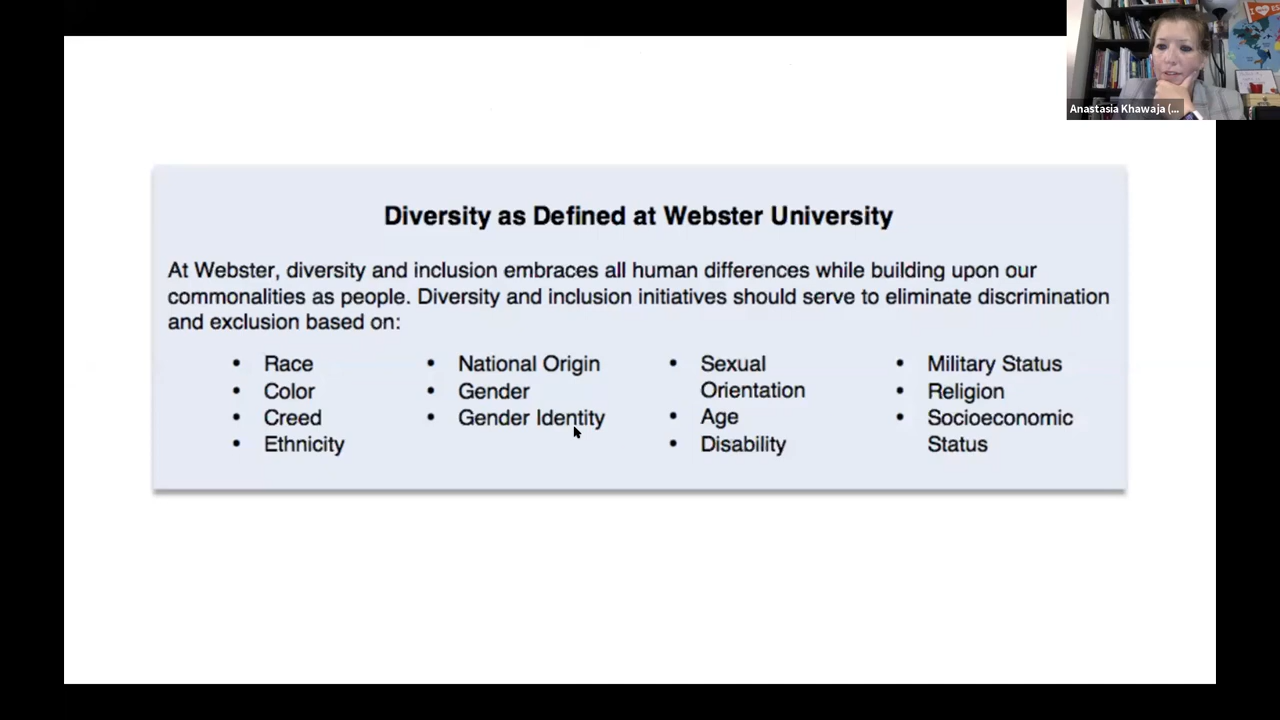 Anastasia Khawaja (...
Diversity as Defined at Webster University
At Webster, diversity and inclusion embraces all human differences while building upon our
commonalities as people. Diversity and inclusion initiatives should serve to eliminate discrimination
and exclusion based on:
• Race
• Color
• Creed
• Ethnicity
• National Origin
• Gender
• Gender Identity
• Sexual
Orientation
• Age
• Disability
• Military Status
• Religion
• Socioeconomic
Status